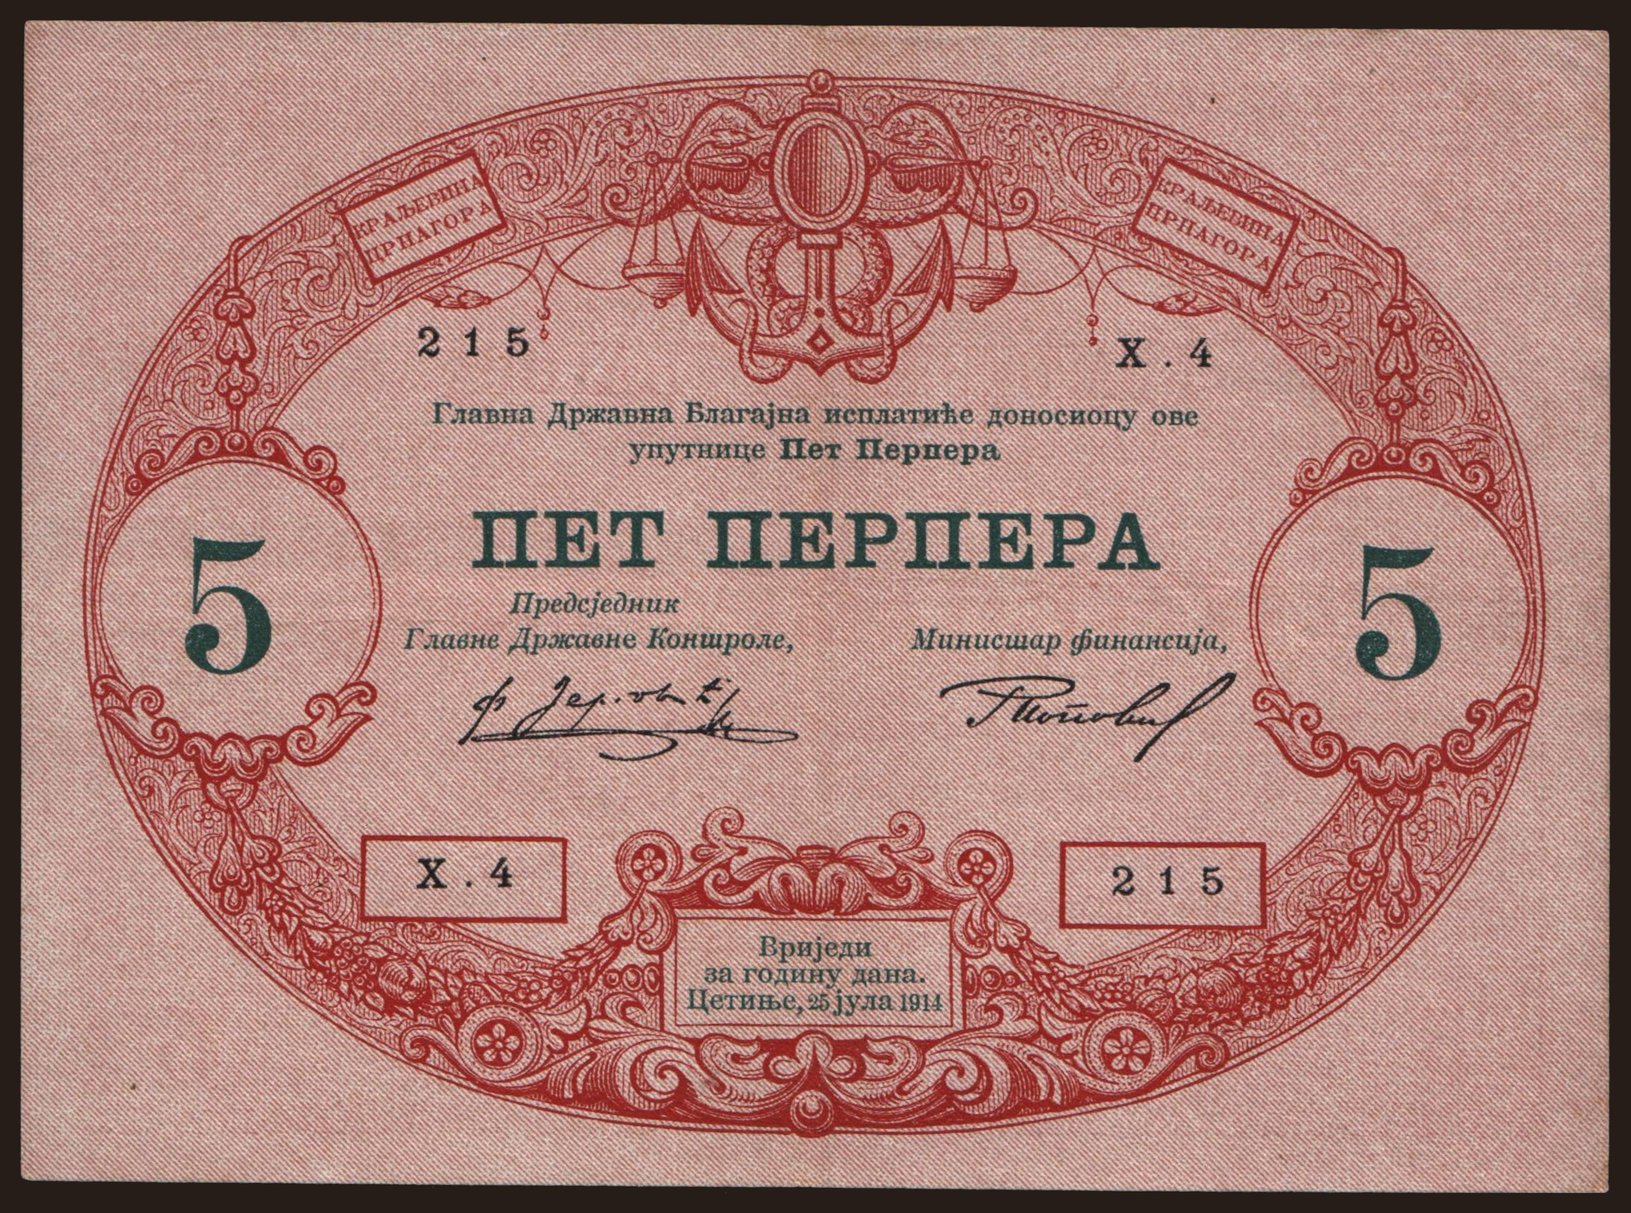 КРАЉЕВИНА
ЦРНАГОРА
КРАЉЕВИНА
ЦРНАГОРА
215
X.4
Главна Државна Благајна исплатиће доносиоцу ове
упутнице Пет Перпера
ПЕТ ПЕРПЕРА
5
5
Предсједник
Главне Државне Контроле,
Министар финансија,
X.4
215
Вриједи
за годину дана.
Цетиње, 25 јула 1914